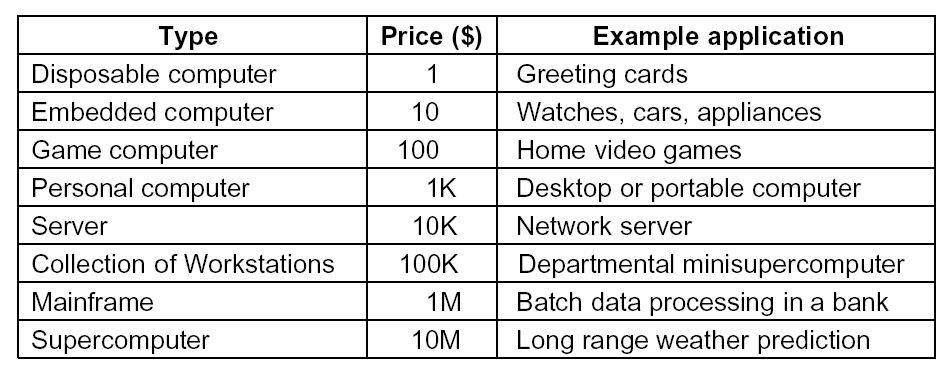 Type Price ($) Example application
Disposable computer 1 Greeting cards
Embedded computer 10 Watches, cars, appliances
Game computer 100 Home video games
Personal computer 1K Desktop or portable computer
Server 10K Network server
Collection of Workstations 100K Departmental minisupercomputer
Mainframe 1M Batch data processing in a bank
Supercomputer 10M Long range weather prediction